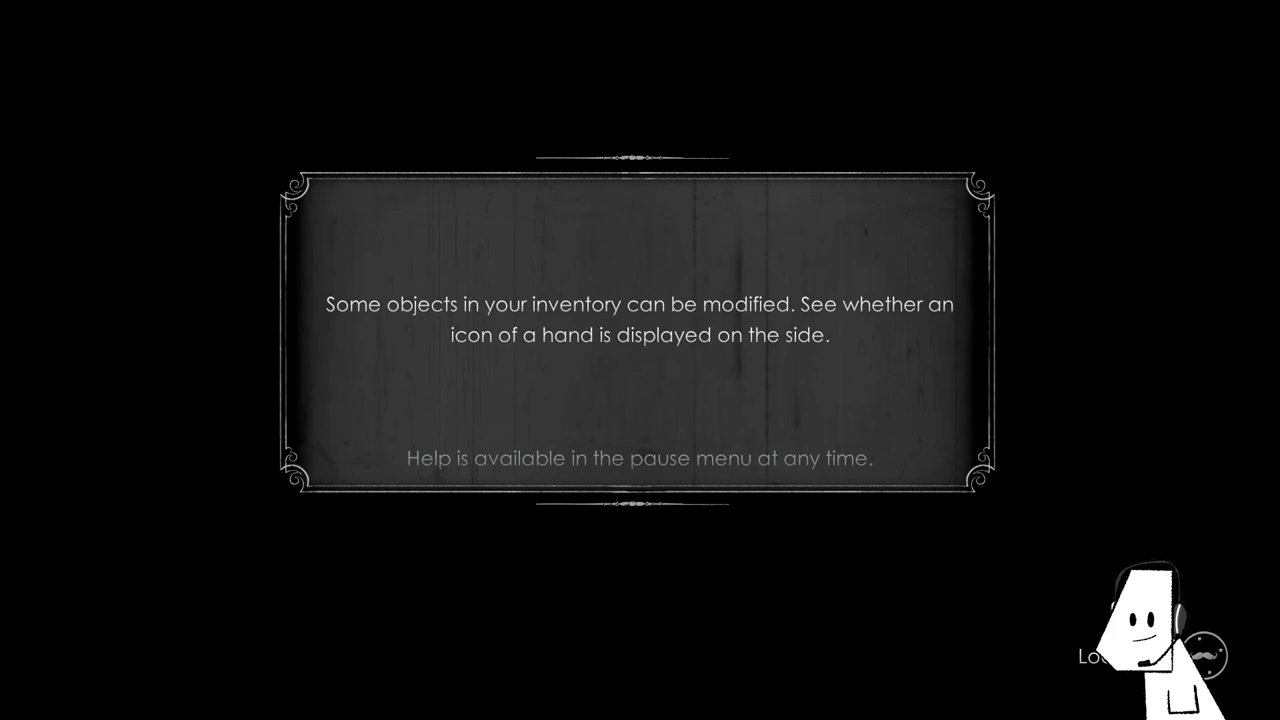 Some objects in your inventory can be modified. See whether an
icon of a hand is displayed on the side.
Help is available in the pause menu at any time.